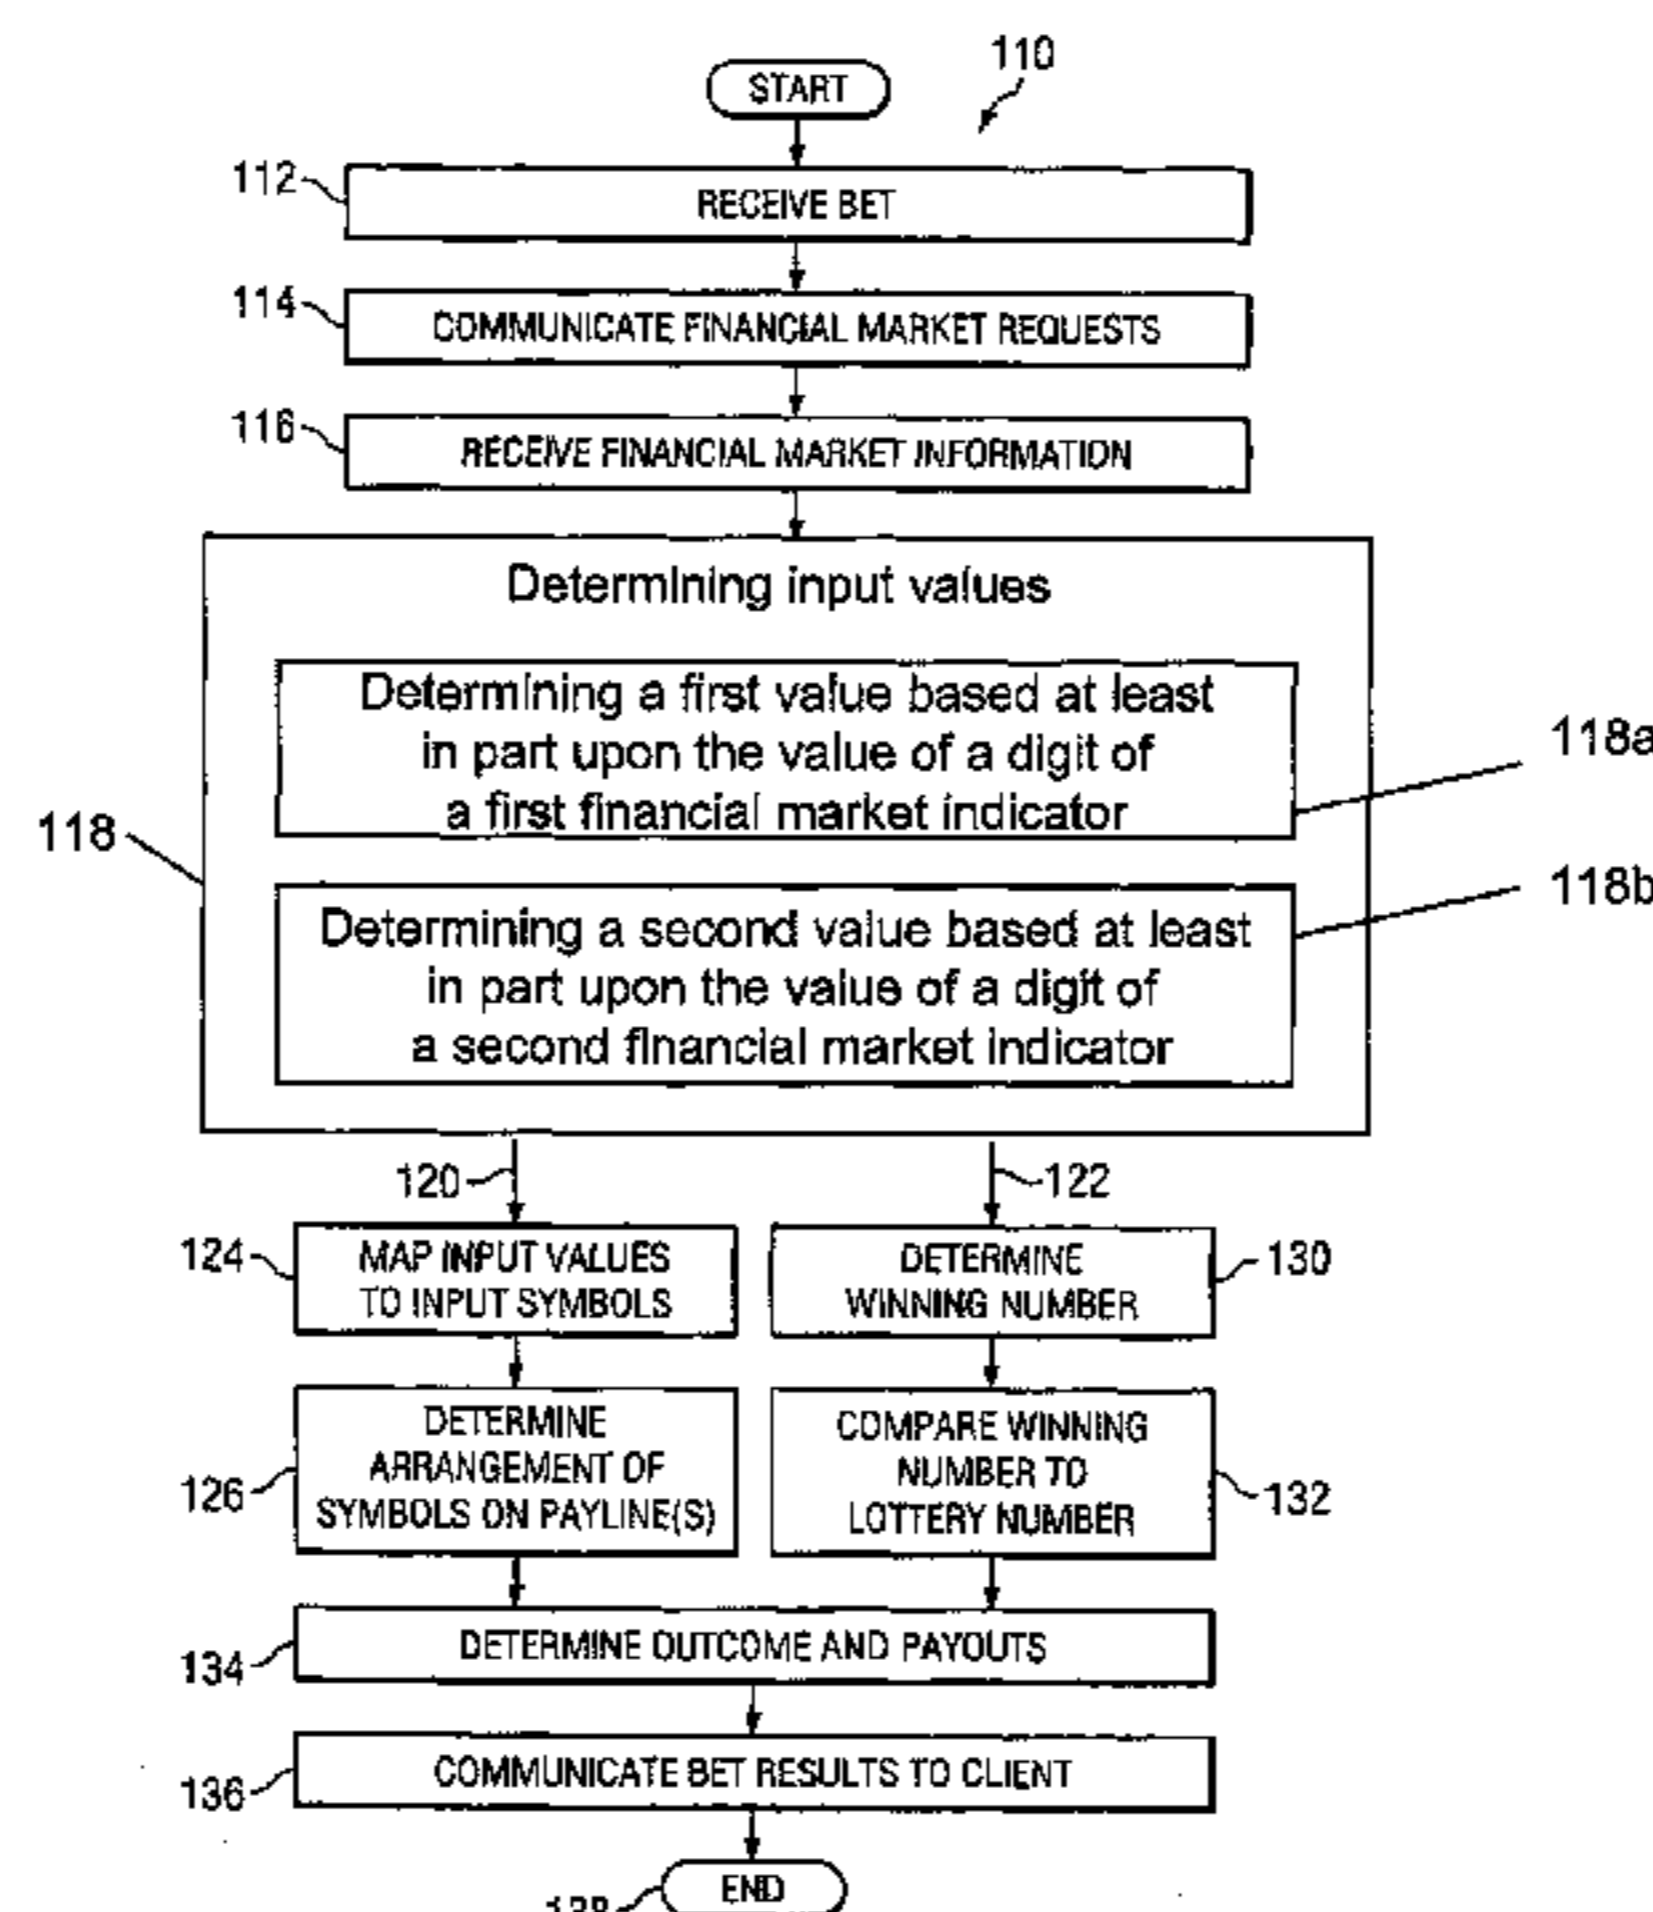 110
START
112
RECEIVE BET
114
COMMUNICATE FINANCIAL MARKET REQUESTS
116
RECEIVE FINANCIAL MARKET INFORMATION
Determining input values
Determining a first value based at least
in part upon the value of a digit of
a first financial market indicator
118a
118
118b
Determining a second value based at least
in part upon the value of a digit of
a second financial market indicator
120
122
124
MAP INPUT VALUES
TO INPUT SYMBOLS
DETERMINE
WINNING NUMBER
130
126
DETERMINE
ARRANGEMENT OF
SYMBOLS ON PAYLINE(S)
COMPARE WINNING
NUMBER TO
LOTTERY NUMBER
132
134
DETERMINE OUTCOME AND PAYOUTS
136
COMMUNICATE BET RESULTS TO CLIENT
END
138